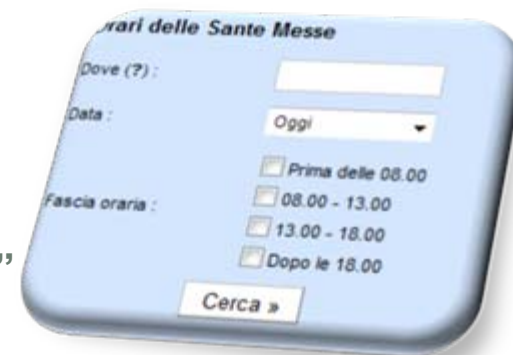 rari delle Sante Messe
Dove (?) :
Data : Oggi
Fascia oraria :
Prima delle 08.00
08.00 - 13.00
13.00 - 18.00
Dopo le 18.00
”
Cerca »